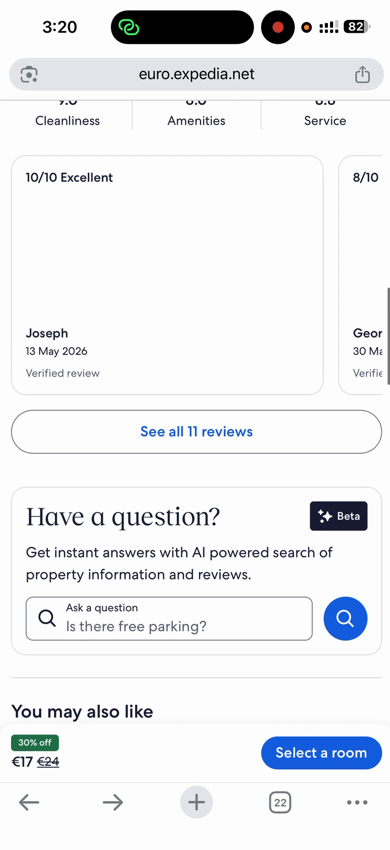 3:20
82
euro.expedia.net
Cleanliness
Amenities
Service
10/10 Excellent
Joseph
13 May 2026
Verified review
8/10
See all 11 reviews
Have a question?
Beta
Get instant answers with AI powered search of
property information and reviews.
Ask a question
Is there free parking?
You may also like
30% off
€17 €24
Select a room
22